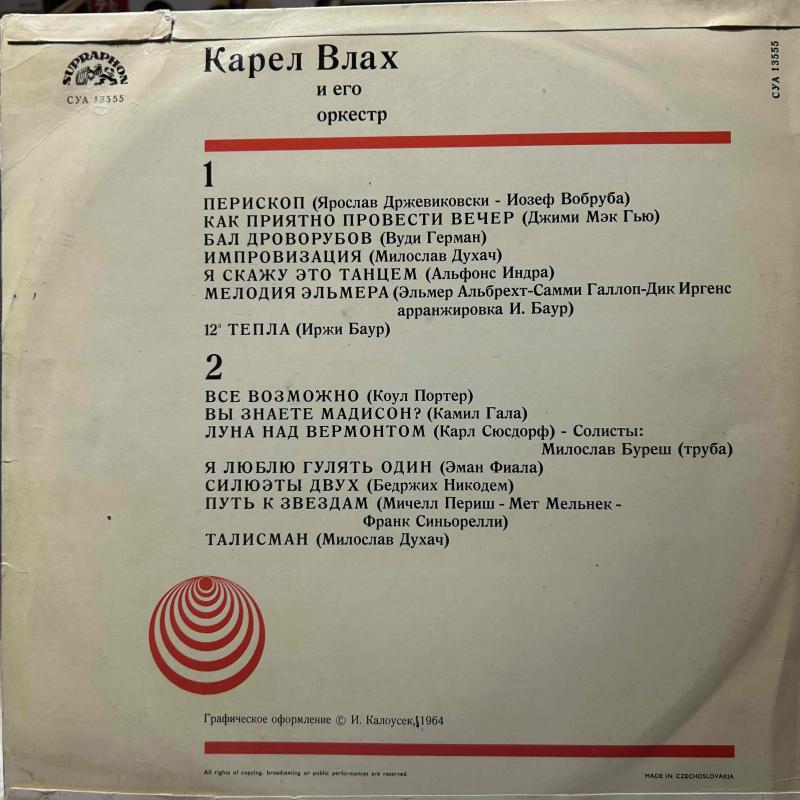 SUPRAPHON
СУА 13555
СУА 13555
Карел Влах
и его
оркестр
1
ПЕРИСКОП (Ярослав Држевиковски - Иозеф Вобруба)
КАК ПРИЯТНО ПРОВЕСТИ ВЕЧЕР (Джими Мэк Гью)
БАЛ ДРОВОРУБОВ (Вуди Герман)
ИМПРОВИЗАЦИЯ (Милослав Духач)
Я СКАЖУ ЭТО ТАНЦЕМ (Альфонс Индра)
МЕЛОДИЯ ЭЛЬМЕРА (Эльмер Альбрехт-Самми Галлоп-Дик Иргенс
арранжировка И. Баур)
12° ТЕПЛА (Иржи Баур)
2
ВСЕ ВОЗМОЖНО (Коул Портер)
ВЫ ЗНАЕТЕ МАДИСОН? (Камил Гала)
ЛУНА НАД ВЕРМОНТОМ (Карл Сюсдорф) - Солисты:
Милослав Буреш (труба)
Я ЛЮБЛЮ ГУЛЯТЬ ОДИН (Эман Фиала)
СИЛЮЭТЫ ДВУХ (Бедржих Никодем)
ПУТЬ К ЗВЕЗДАМ (Мичелл Периш - Мет Мельнек -
Франк Синьорелли)
ТАЛИСМАН (Милослав Духач)
Графическое оформление © И. Калоусек, 1964
All rights of copying, broadcasting or public performances are reserved.
MADE IN CZECHOSLOVAKIA